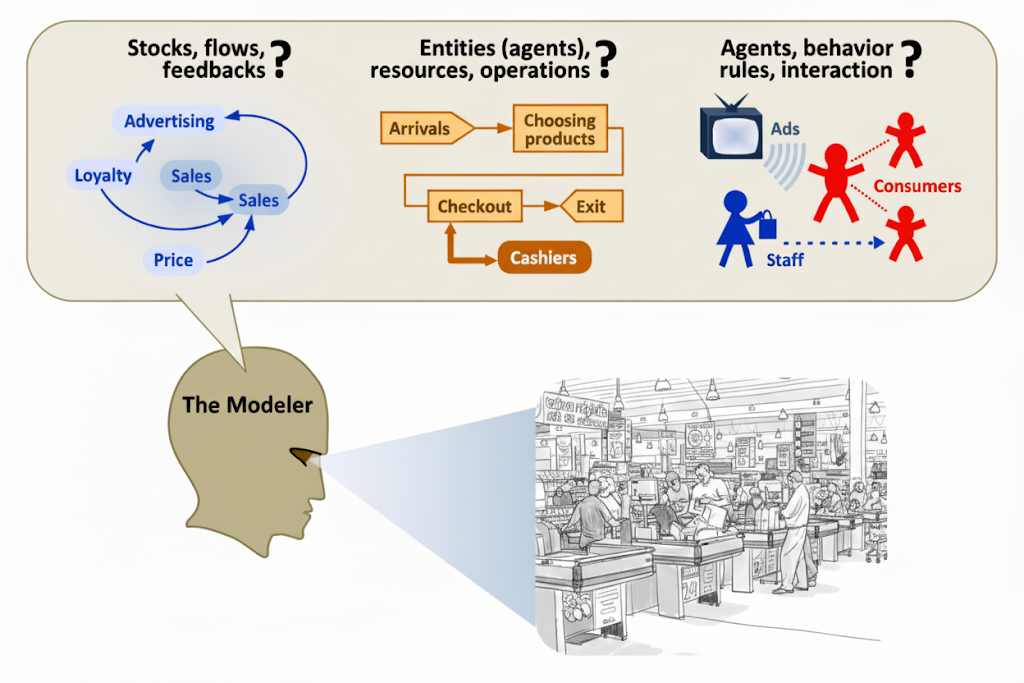 Stocks, flows,
feedbacks ?
Entities (agents),
resources, operations ?
Agents, behavior
rules, interaction ?
Advertising
Loyalty
Sales
Sales
Price
Arrivals
Choosing
products
Checkout
Exit
Cashiers
Ads
Consumers
Staff
The Modeler
24